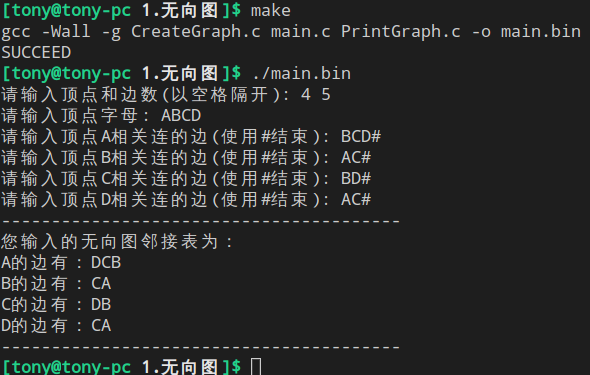 [tony@tony-pc 1.无向图]$ make
gcc -Wall -g CreateGraph.c main.c PrintGraph.c -o main.bin
SUCCEED
[tony@tony-pc 1.无向图]$ ./main.bin
请输入顶点和边数(以空格隔开): 4 5
请输入顶点字母: ABCD
请输入顶点A相关连的边(使用#结束): BCD#
请输入顶点B相关连的边(使用#结束): AC#
请输入顶点C相关连的边(使用#结束): BD#
请输入顶点D相关连的边(使用#结束): AC#
----------------------------------------
您输入的无向图邻接表为：
A的边有：DCB
B的边有：CA
C的边有：DB
D的边有：CA
----------------------------------------
[tony@tony-pc 1.无向图]$